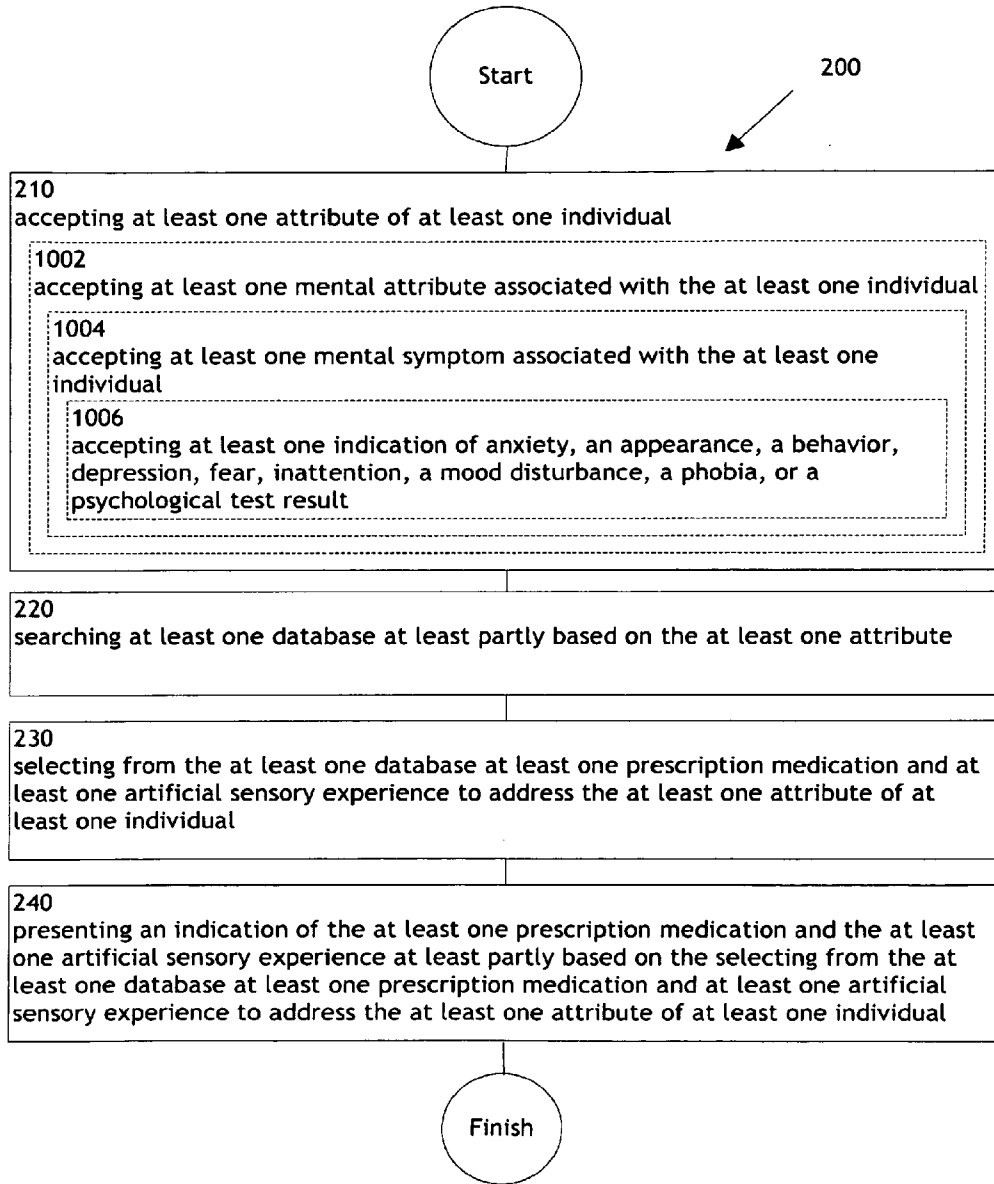 Start
200
210
accepting at least one attribute of at least one individual
1002
accepting at least one mental attribute associated with the at least one individual
1004
accepting at least one mental symptom associated with the at least one
individual
1006
accepting at least one indication of anxiety, an appearance, a behavior,
depression, fear, inattention, a mood disturbance, a phobia, or a
psychological test result
220
searching at least one database at least partly based on the at least one attribute
230
selecting from the at least one database at least one prescription medication and at
least one artificial sensory experience to address the at least one attribute of at
least one individual
240
presenting an indication of the at least one prescription medication and the at least
one artificial sensory experience at least partly based on the selecting from the at
least one database at least one prescription medication and at least one artificial
sensory experience to address the at least one attribute of at least one individual
Finish